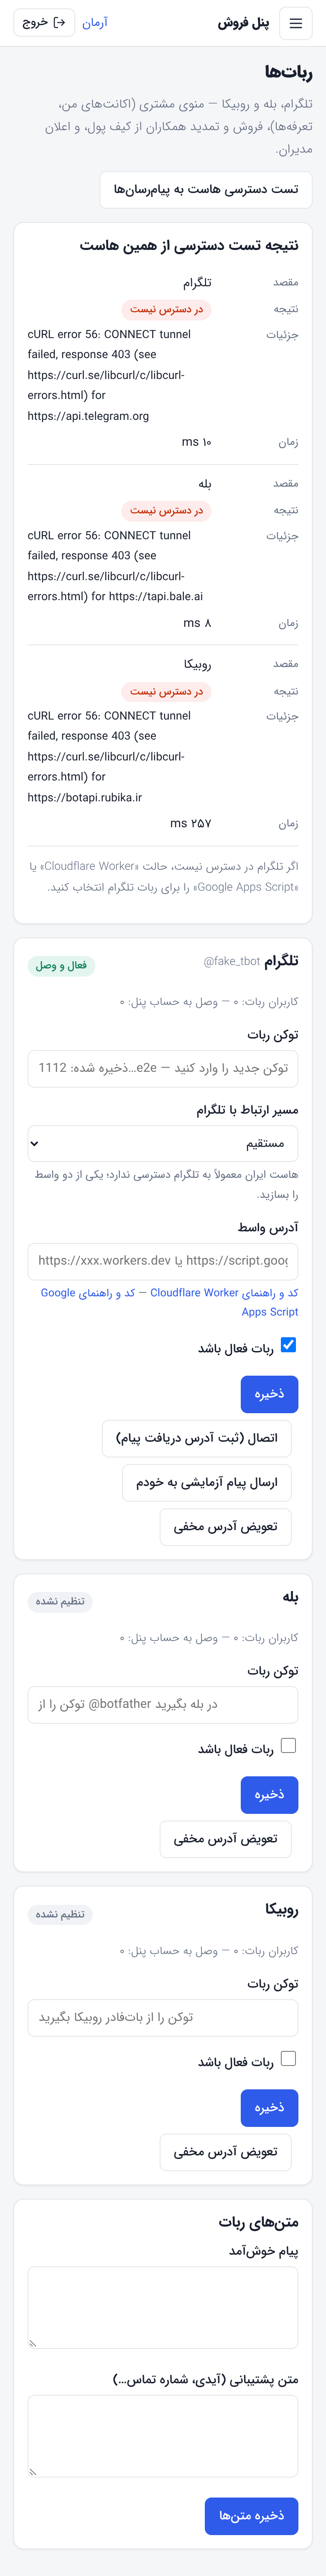 پنل فروش
آرمان
خروج
ربات‌ها
تلگرام، بله و روبیکا — منوی مشتری (اکانت‌های من،
تعرفه‌ها)، فروش و تمدید همکاران از کیف پول، و اعلان
مدیران.
تست دسترسی هاست به پیام‌رسان‌ها
نتیجه تست دسترسی از همین هاست
مقصد تلگرام
نتیجه در دسترس نیست
جزئیات cURL error 56: CONNECT tunnel
failed, response 403 (see
https://curl.se/libcurl/c/libcurl-
errors.html) for
https://api.telegram.org
زمان ۱۰ ms
مقصد بله
نتیجه در دسترس نیست
جزئیات cURL error 56: CONNECT tunnel
failed, response 403 (see
https://curl.se/libcurl/c/libcurl-
errors.html) for https://tapi.bale.ai
زمان ۸ ms
مقصد روبیکا
نتیجه در دسترس نیست
جزئیات cURL error 56: CONNECT tunnel
failed, response 403 (see
https://curl.se/libcurl/c/libcurl-
errors.html) for
https://botapi.rubika.ir
زمان ۲۵۷ ms
اگر تلگرام در دسترس نیست، حالت «Cloudflare Worker» یا
«Google Apps Script» را برای ربات تلگرام انتخاب کنید.
تلگرام @fake_tbot
فعال و وصل
کاربران ربات: ۰ — وصل به حساب پنل: ۰
توکن ربات
توکن جدید را وارد کنید — e2e…ذخیره شده: 1112
مسیر ارتباط با تلگرام
مستقیم
هاست ایران معمولاً به تلگرام دسترسی ندارد؛ یکی از دو واسط
را بسازید.
آدرس واسط
https://xxx.workers.dev یا https://script.goog
کد و راهنمای Cloudflare Worker — کد و راهنمای Google
Apps Script
ربات فعال باشد
ذخیره
اتصال (ثبت آدرس دریافت پیام)
ارسال پیام آزمایشی به خودم
تعویض آدرس مخفی
بله
تنظیم نشده
کاربران ربات: ۰ — وصل به حساب پنل: ۰
توکن ربات
در بله بگیرید @botfather توکن را از
ربات فعال باشد
ذخیره
تعویض آدرس مخفی
روبیکا
تنظیم نشده
کاربران ربات: ۰ — وصل به حساب پنل: ۰
توکن ربات
توکن را از بات‌فادر روبیکا بگیرید
ربات فعال باشد
ذخیره
تعویض آدرس مخفی
متن‌های ربات
پیام خوش‌آمد
متن پشتیبانی (آیدی، شماره تماس…)
ذخیره متن‌ها